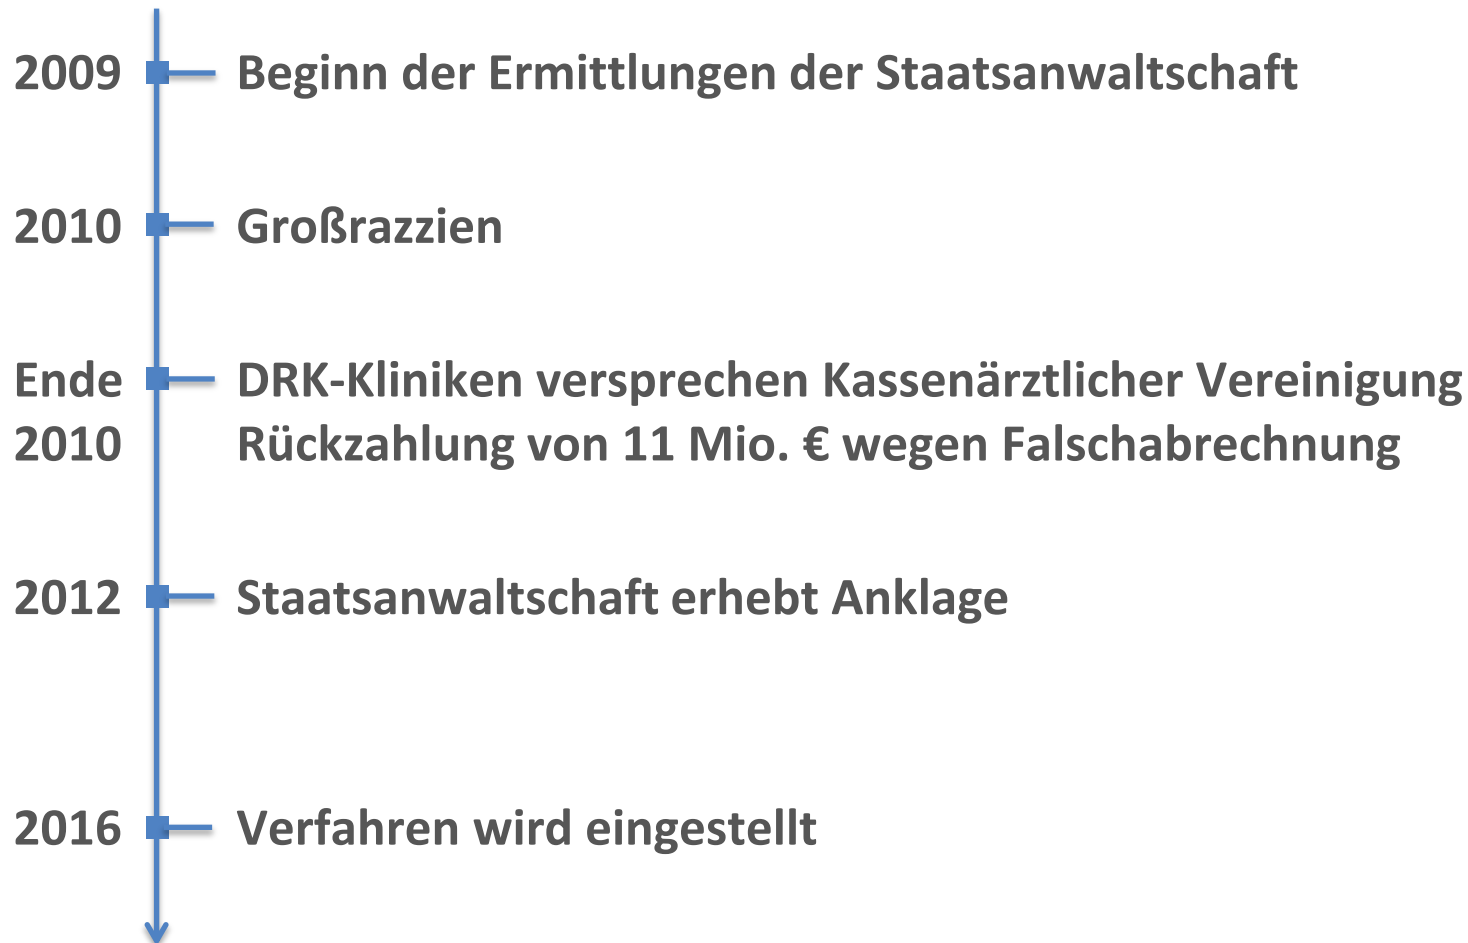 2009 Beginn der Ermittlungen der Staatsanwaltschaft
2010 Großrazzien
Ende DRK-Kliniken versprechen Kassenärztlicher Vereinigung
2010 Rückzahlung von 11 Mio. € wegen Falschabrechnung
2012 Staatsanwaltschaft erhebt Anklage
2016 Verfahren wird eingestellt